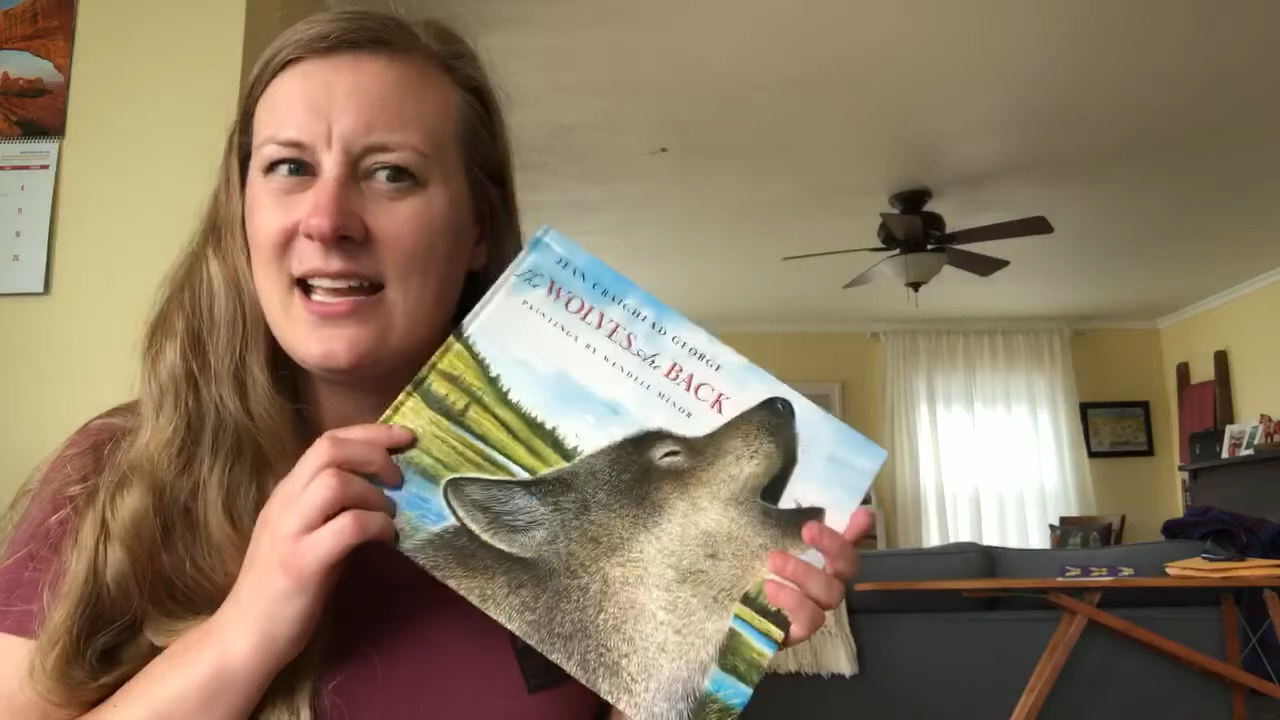 JEAN CRAIGHEAD GEORGE
The WOLVES Are BACK
PAINTINGS BY WENDELL MINOR